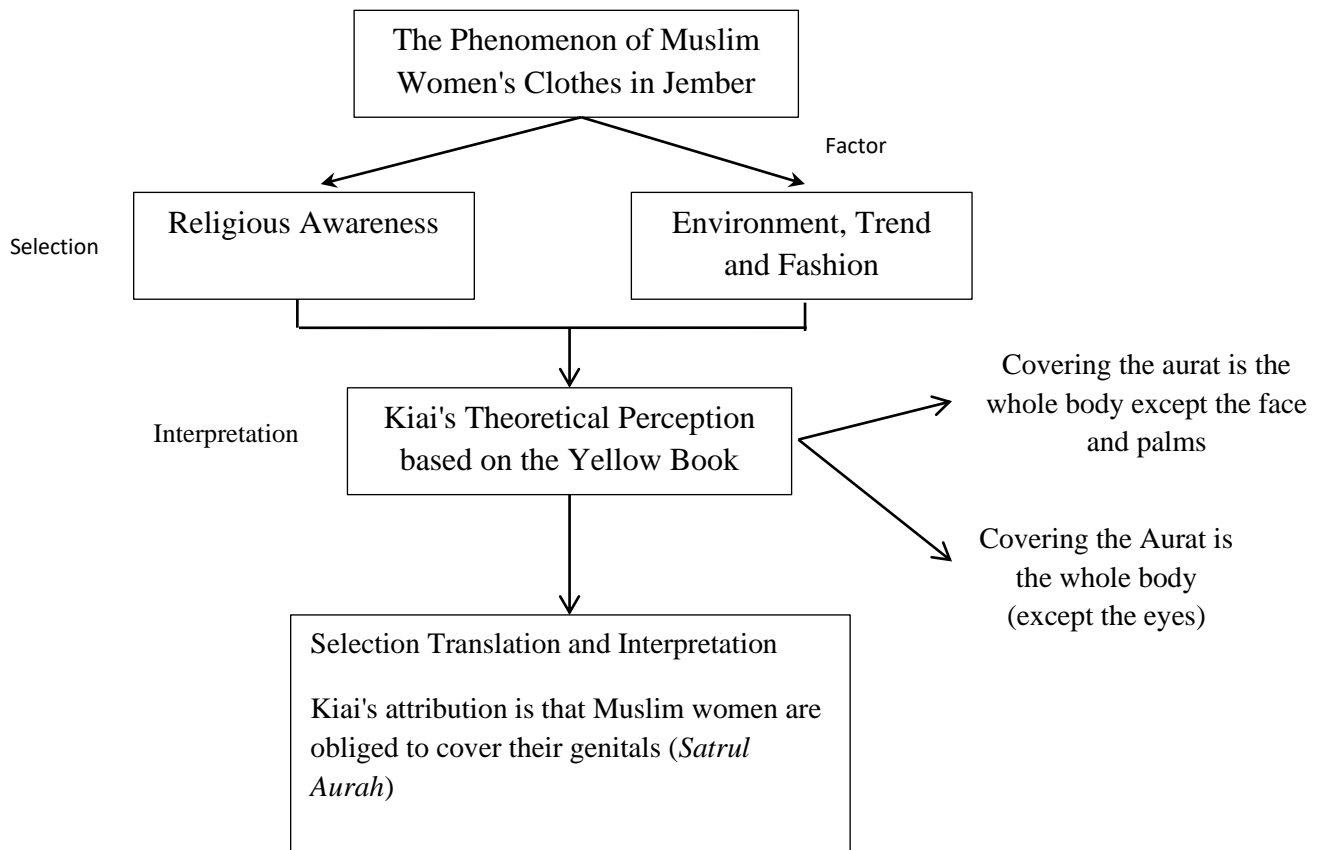 The Phenomenon of Muslim
Women's Clothes in Jember
Factor
Religious Awareness
Environment, Trend
and Fashion
Selection
Covering the aurat is the
whole body except the face
and palms
Interpretation
Kiai's Theoretical Perception
based on the Yellow Book
Covering the Aurat is
the whole body
(except the eyes)
Selection Translation and Interpretation
Kiai's attribution is that Muslim women are
obliged to cover their genitals (Satrul
Aurah)